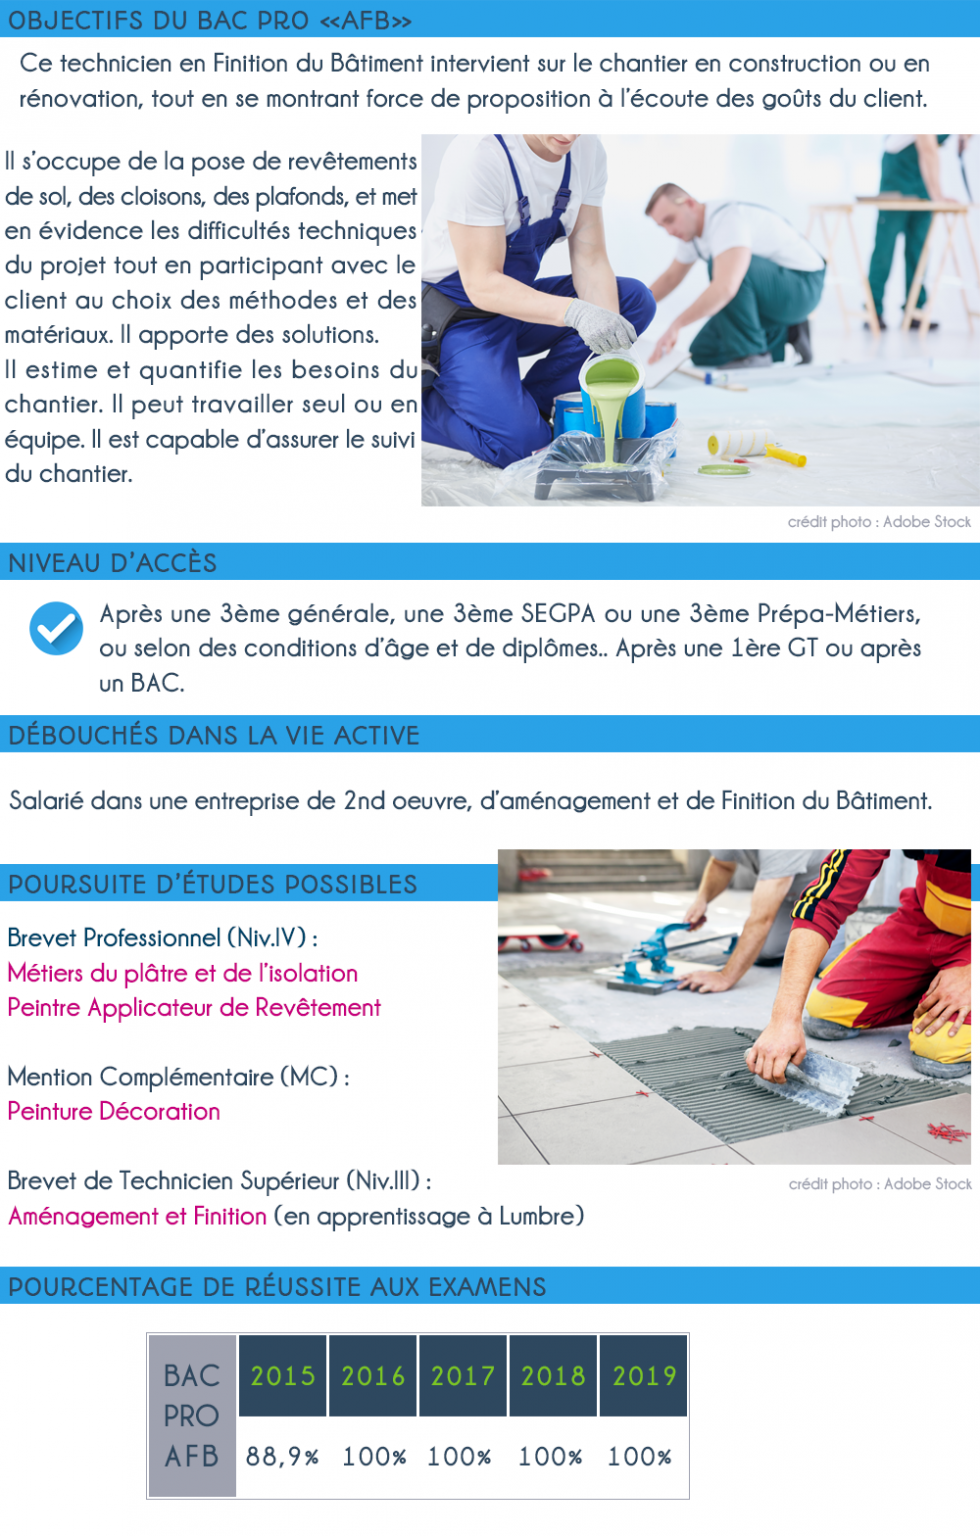 OBJECTIFS DU BAC PRO «AFB»
Ce technicien en Finition du Bâtiment intervient sur le chantier en construction ou en
rénovation, tout en se montrant force de proposition à l'écoute des goûts du client.
Il s'occupe de la pose de revêtements
de sol, des cloisons, des plafonds, et met
en évidence les difficultés techniques
du projet tout en participant avec le
client au choix des méthodes et des
matériaux. Il apporte des solutions.
Il estime et quantifie les besoins du
chantier. Il peut travailler seul ou en
équipe. Il est capable d'assurer le suivi
du chantier.
crédit photo : Adobe Stock
NIVEAU D'ACCÈS
Après une 3ème générale, une 3ème SEGPA ou une 3ème Prépa-Métiers,
ou selon des conditions d'âge et de diplômes.. Après une 1ère GT ou après
un BAC.
DÉBOUCHÉS DANS LA VIE ACTIVE
Salarié dans une entreprise de 2nd oeuvre, d'aménagement et de Finition du Bâtiment.
POURSUITE D'ÉTUDES POSSIBLES
Brevet Professionnel (Niv.IV) :
Métiers du plâtre et de l'isolation
Peintre Applicateur de Revêtement
Mention Complémentaire (MC) :
Peinture Décoration
Brevet de Technicien Supérieur (Niv.III) :
Aménagement et Finition (en apprentissage à Lumbre)
crédit photo : Adobe Stock
POURCENTAGE DE RÉUSSITE AUX EXAMENS
BAC
PRO
AFB
2015 2016 2017 2018 2019
88,9% 100% 100% 100% 100%